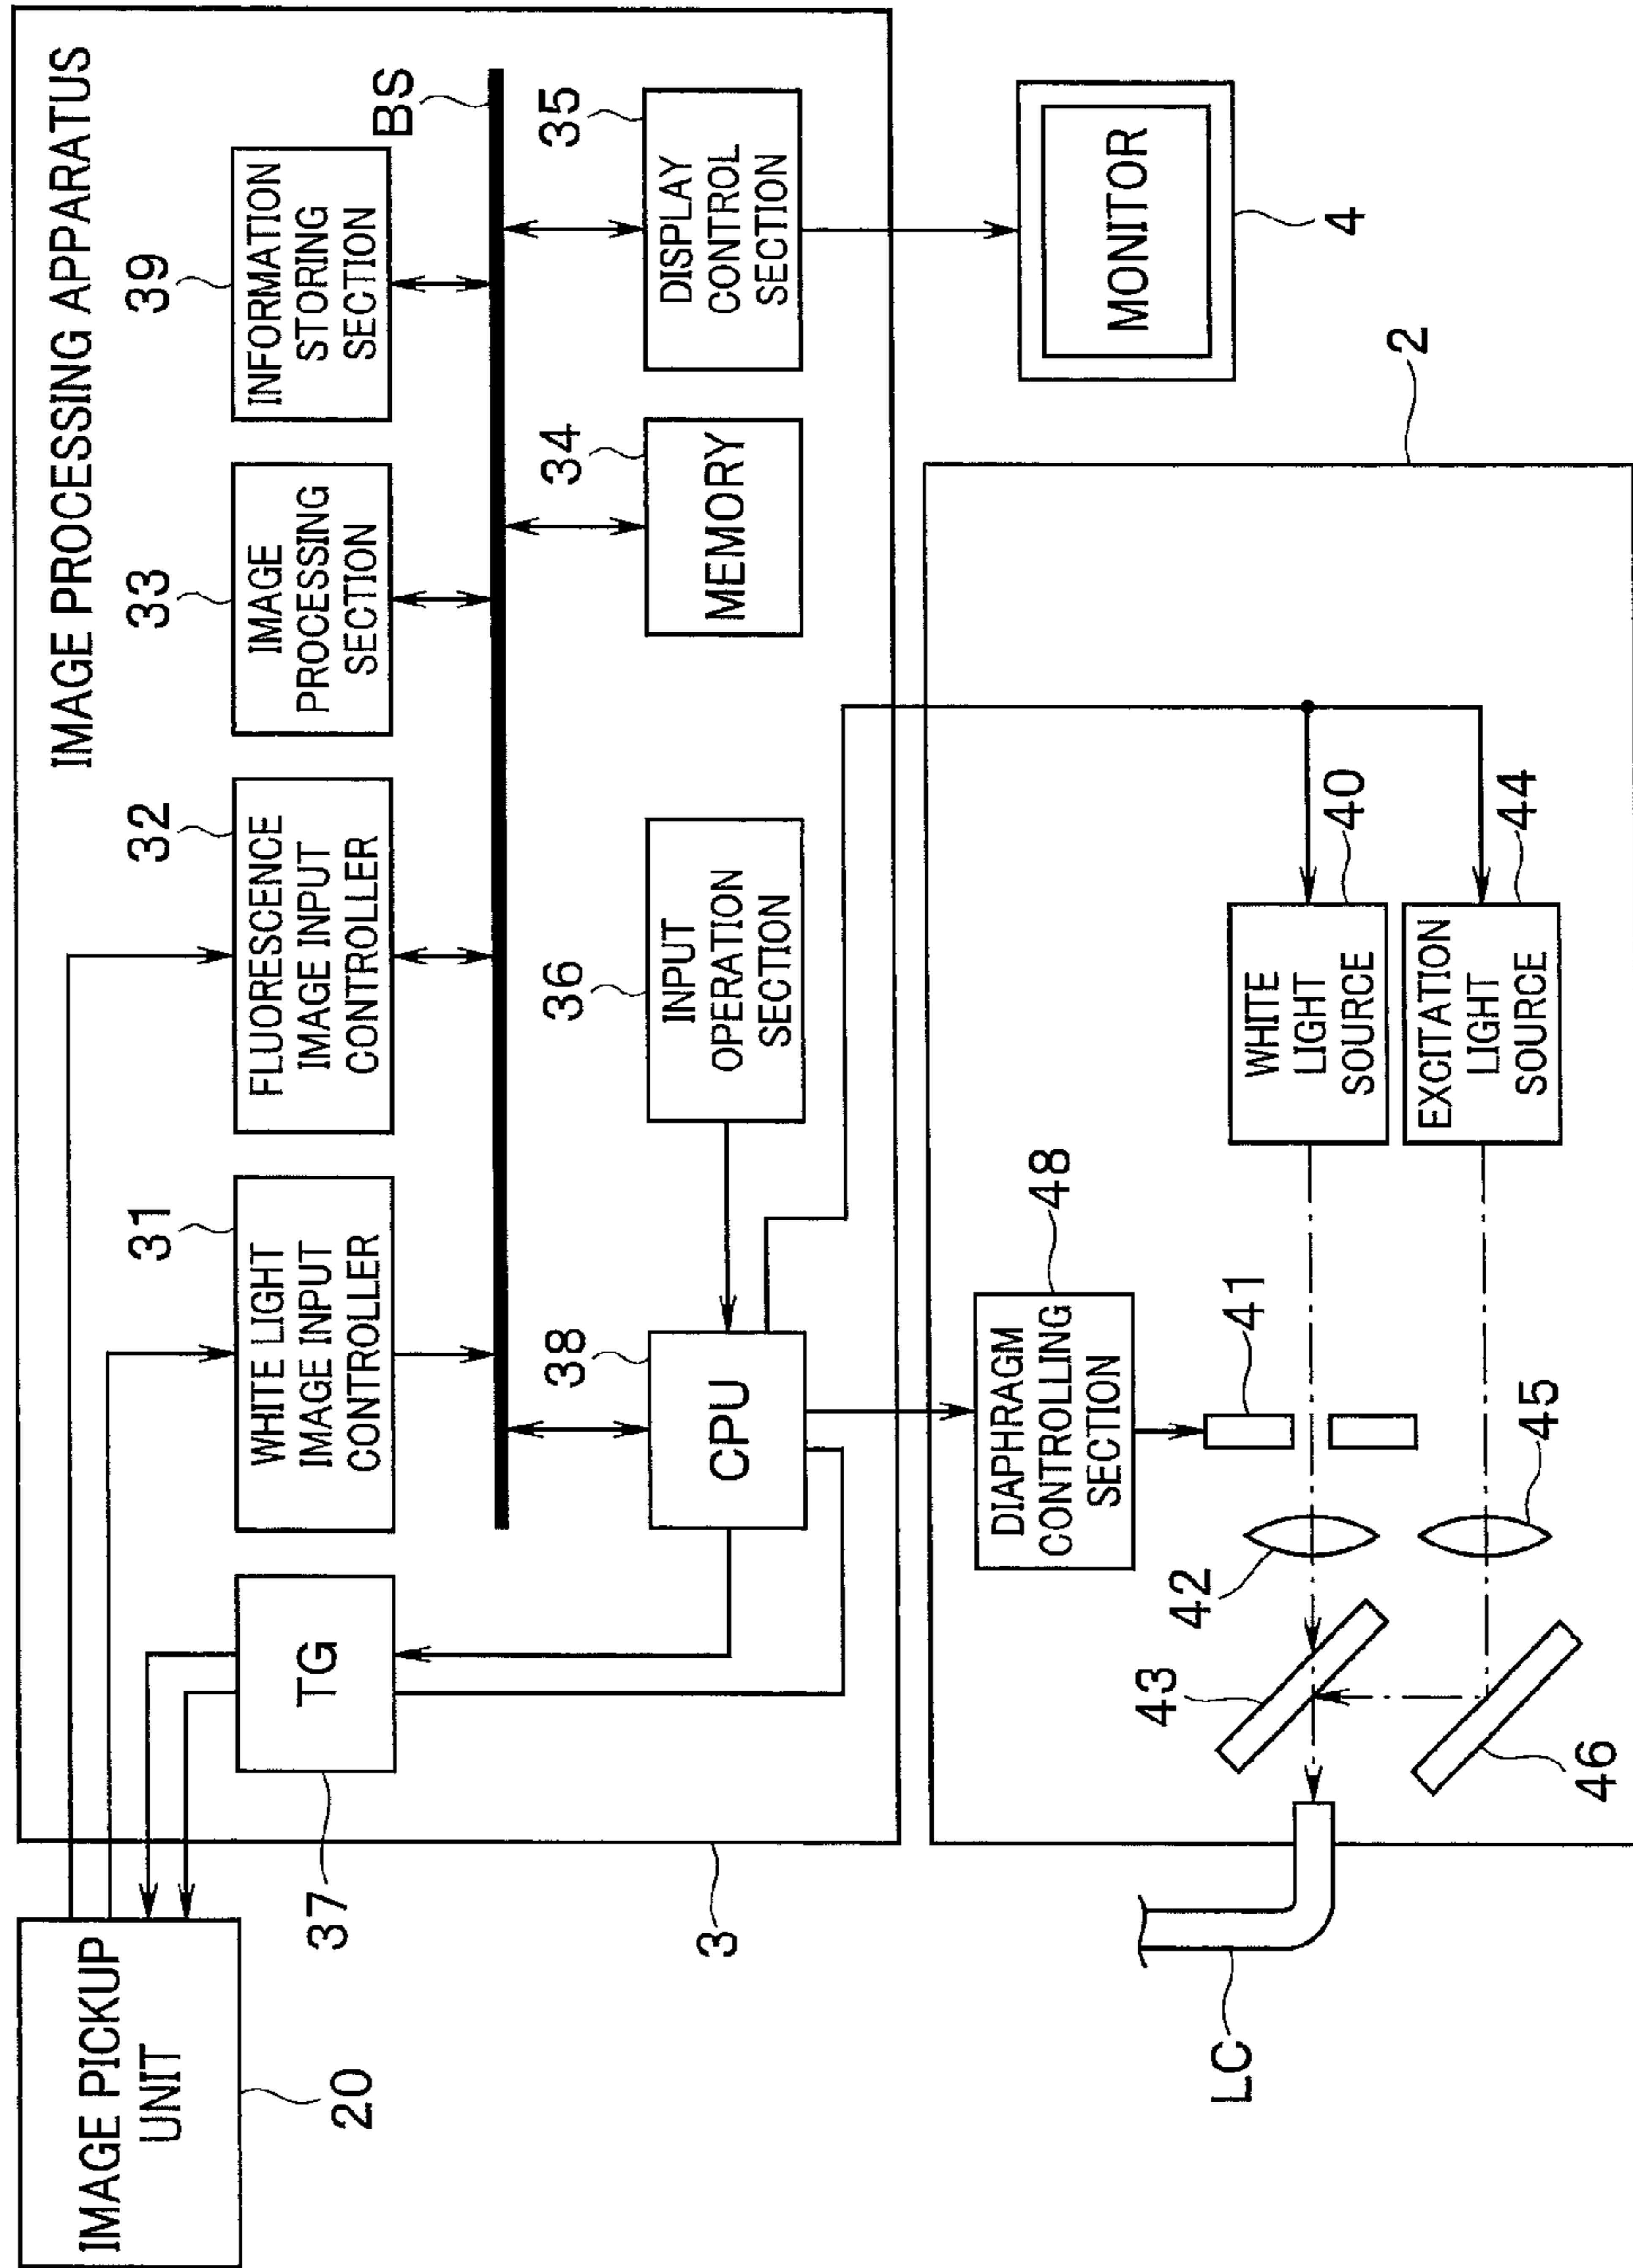 IMAGE PICKUP
UNIT
20
IMAGE PROCESSING APPARATUS
37
TG
31
WHITE LIGHT
IMAGE INPUT
CONTROLLER
32
FLUORESCENCE
IMAGE INPUT
CONTROLLER
33
IMAGE
PROCESSING
SECTION
39
INFORMATION
STORING
SECTION
BS
38
CPU
36
INPUT
OPERATION
SECTION
34
MEMORY
35
DISPLAY
CONTROL
SECTION
3
MONITOR
4
2
48
DIAPHRAGM
CONTROLLING
SECTION
LC
43
42
41
WHITE
LIGHT
SOURCE
40
46
45
EXCITATION
LIGHT
SOURCE
44